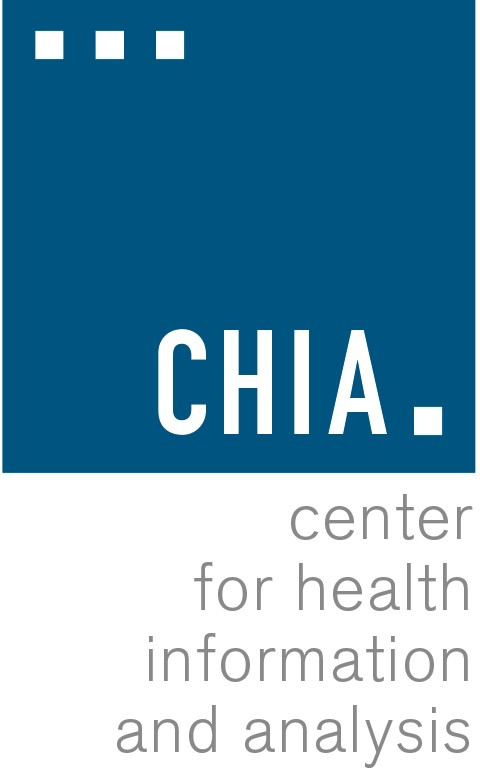 CHIA.
center
for health
information
and analysis